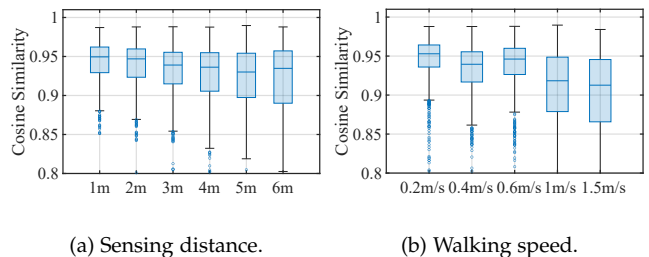 Cosine Similarity
1
0.95
0.9
0.85
0.8
1m 2m 3m 4m 5m 6m
(a) Sensing distance.
Cosine Similarity
1
0.95
0.9
0.85
0.8
0.2m/s 0.4m/s 0.6m/s 1m/s 1.5m/s
(b) Walking speed.